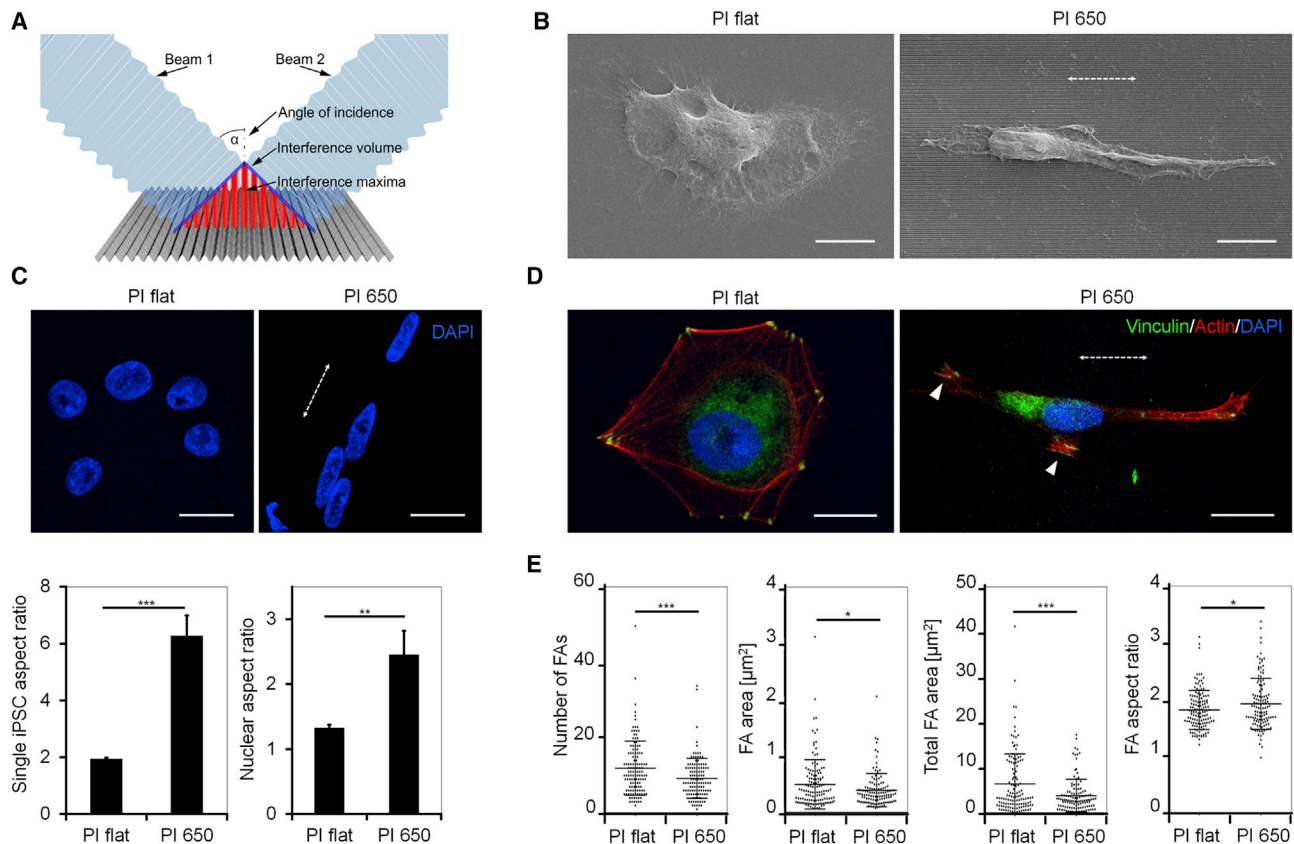 A
Beam 1
Beam 2
Angle of incidence
α
Interference volume
Interference maxima
B
PI flat
PI 650
C
PI flat
PI 650
DAPI
D
PI flat
PI 650
Vinculin/Actin/DAPI
Single iPSC aspect ratio
8
6
4
2
0
***
PI flat
PI 650
Nuclear aspect ratio
3
2
1
0
**
PI flat
PI 650
E
Number of FAs
60
40
20
0
***
PI flat
PI 650
FA area [µm²]
4
3
2
1
0
*
PI flat
PI 650
Total FA area [µm²]
50
40
30
20
10
0
***
PI flat
PI 650
FA aspect ratio
4
3
2
1
0
*
PI flat
PI 650